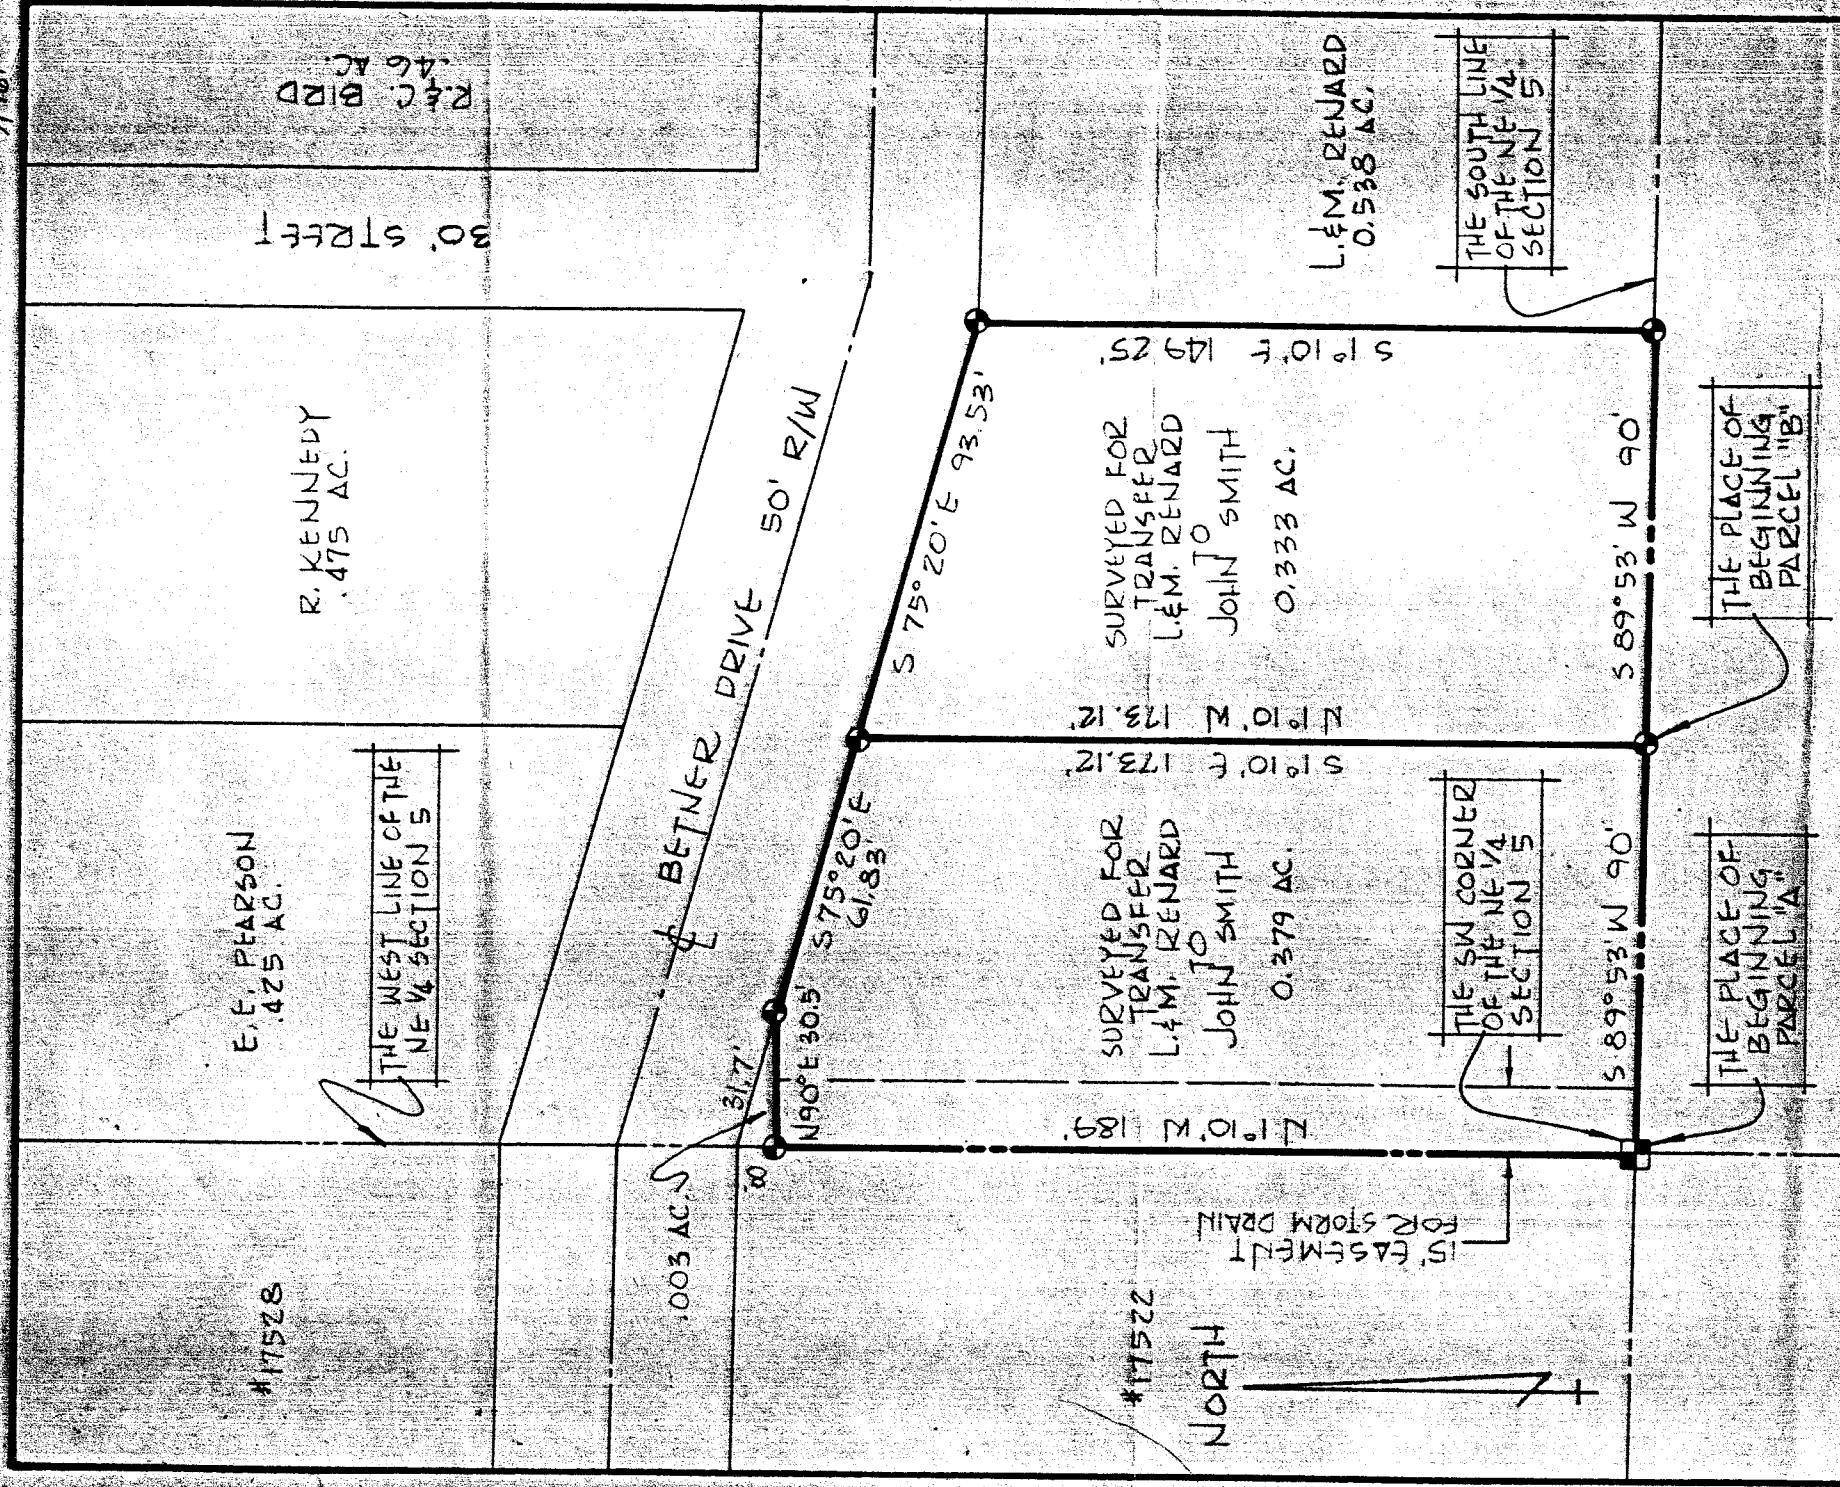 R.&C. BIRD
.46 AC.
30' STREET
R. KENNEDY
.475 AC.
E.E. PEARSON
.425 AC.
THE WEST LINE OF THE
NE 1/4 SECTION 5
#17528
℄ BETNER DRIVE 50' R/W
.003 AC.
8'
31.7'
N90°E 30.5'
S 75°20'E
61.83'
S 75°20'E 93.53'
N 1°10' W 189'
S 1°10' E 173.12'
N 1°10' W 173.12'
S 1°10' E 149.25'
SURVEYED FOR
TRANSFER
L.&M. RENARD
TO
JOHN SMITH
0.379 AC.
SURVEYED FOR
TRANSFER
L.&M. RENARD
TO
JOHN SMITH
0.333 AC.
L.&M. RENARD
0.538 AC.
THE SOUTH LINE
OF THE NE 1/4
SECTION 5
THE SW CORNER
OF THE NE 1/4
SECTION 5
S 89°53' W 90'
S 89°53' W 90'
THE PLACE OF
BEGINNING
PARCEL "A"
THE PLACE OF
BEGINNING
PARCEL "B"
15' EASEMENT
FOR STORM DRAIN
#17522
NORTH